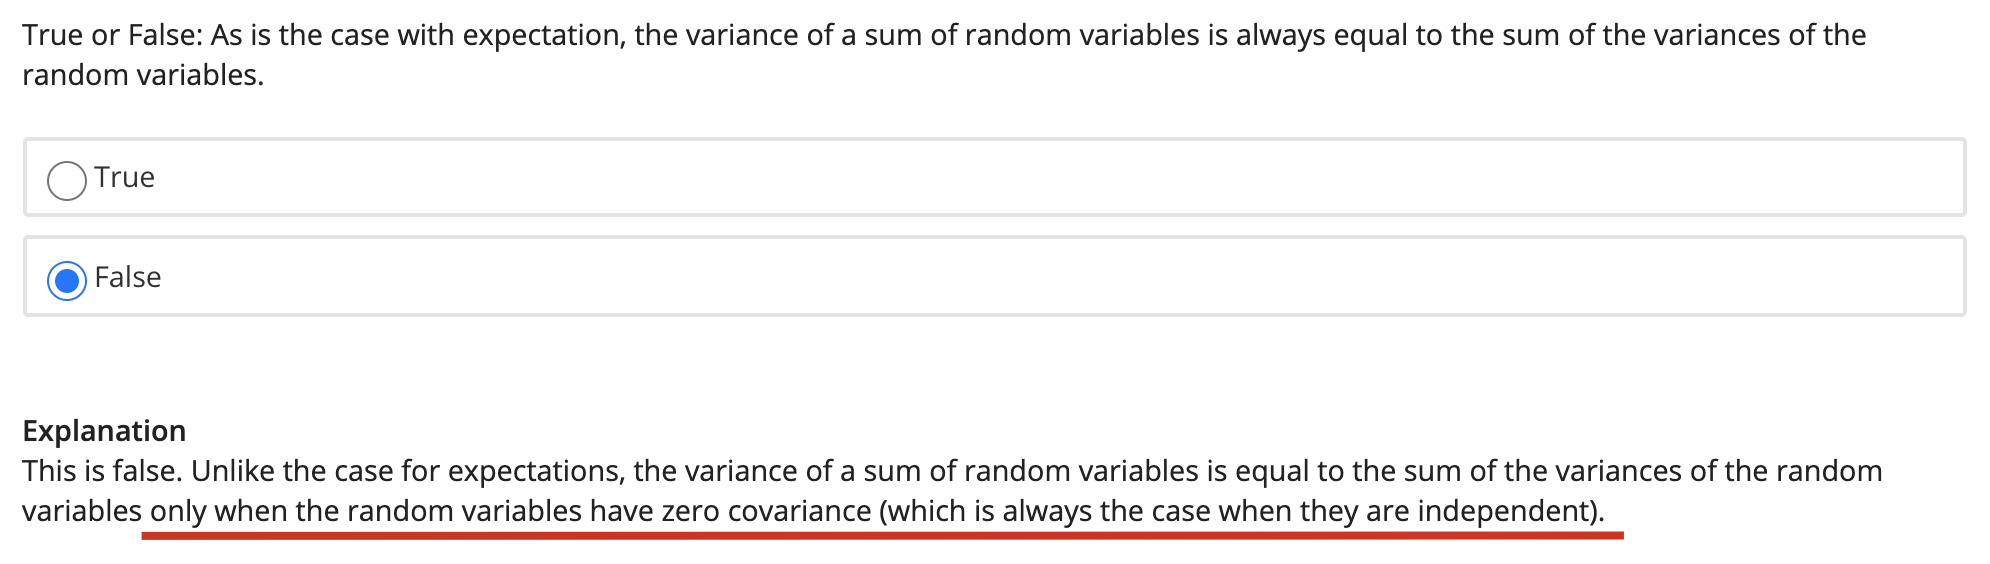 True or False: As is the case with expectation, the variance of a sum of random variables is always equal to the sum of the variances of the
random variables.
True
False
Explanation
This is false. Unlike the case for expectations, the variance of a sum of random variables is equal to the sum of the variances of the random
variables only when the random variables have zero covariance (which is always the case when they are independent).